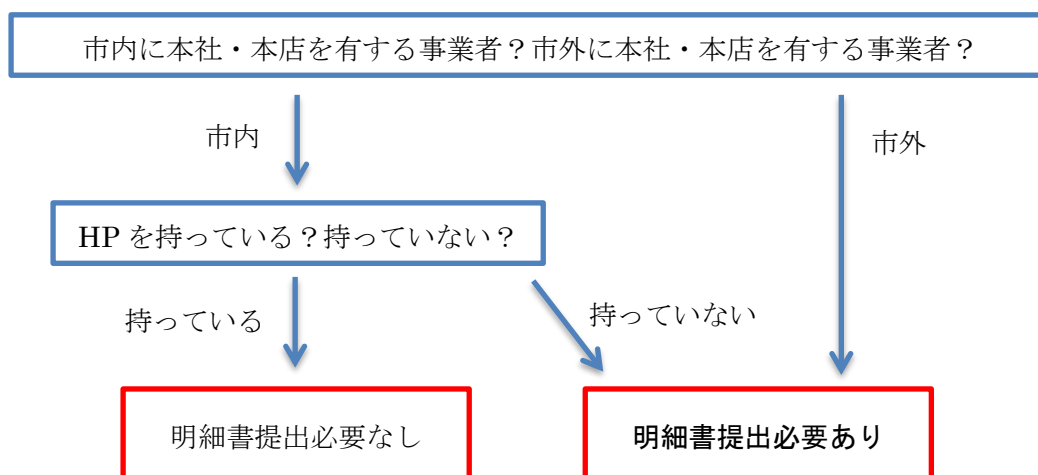 市内に本社・本店を有する事業者？市外に本社・本店を有する事業者？
市内
市外
HP を持っている？持っていない？
持っている
持っていない
明細書提出必要なし
明細書提出必要あり